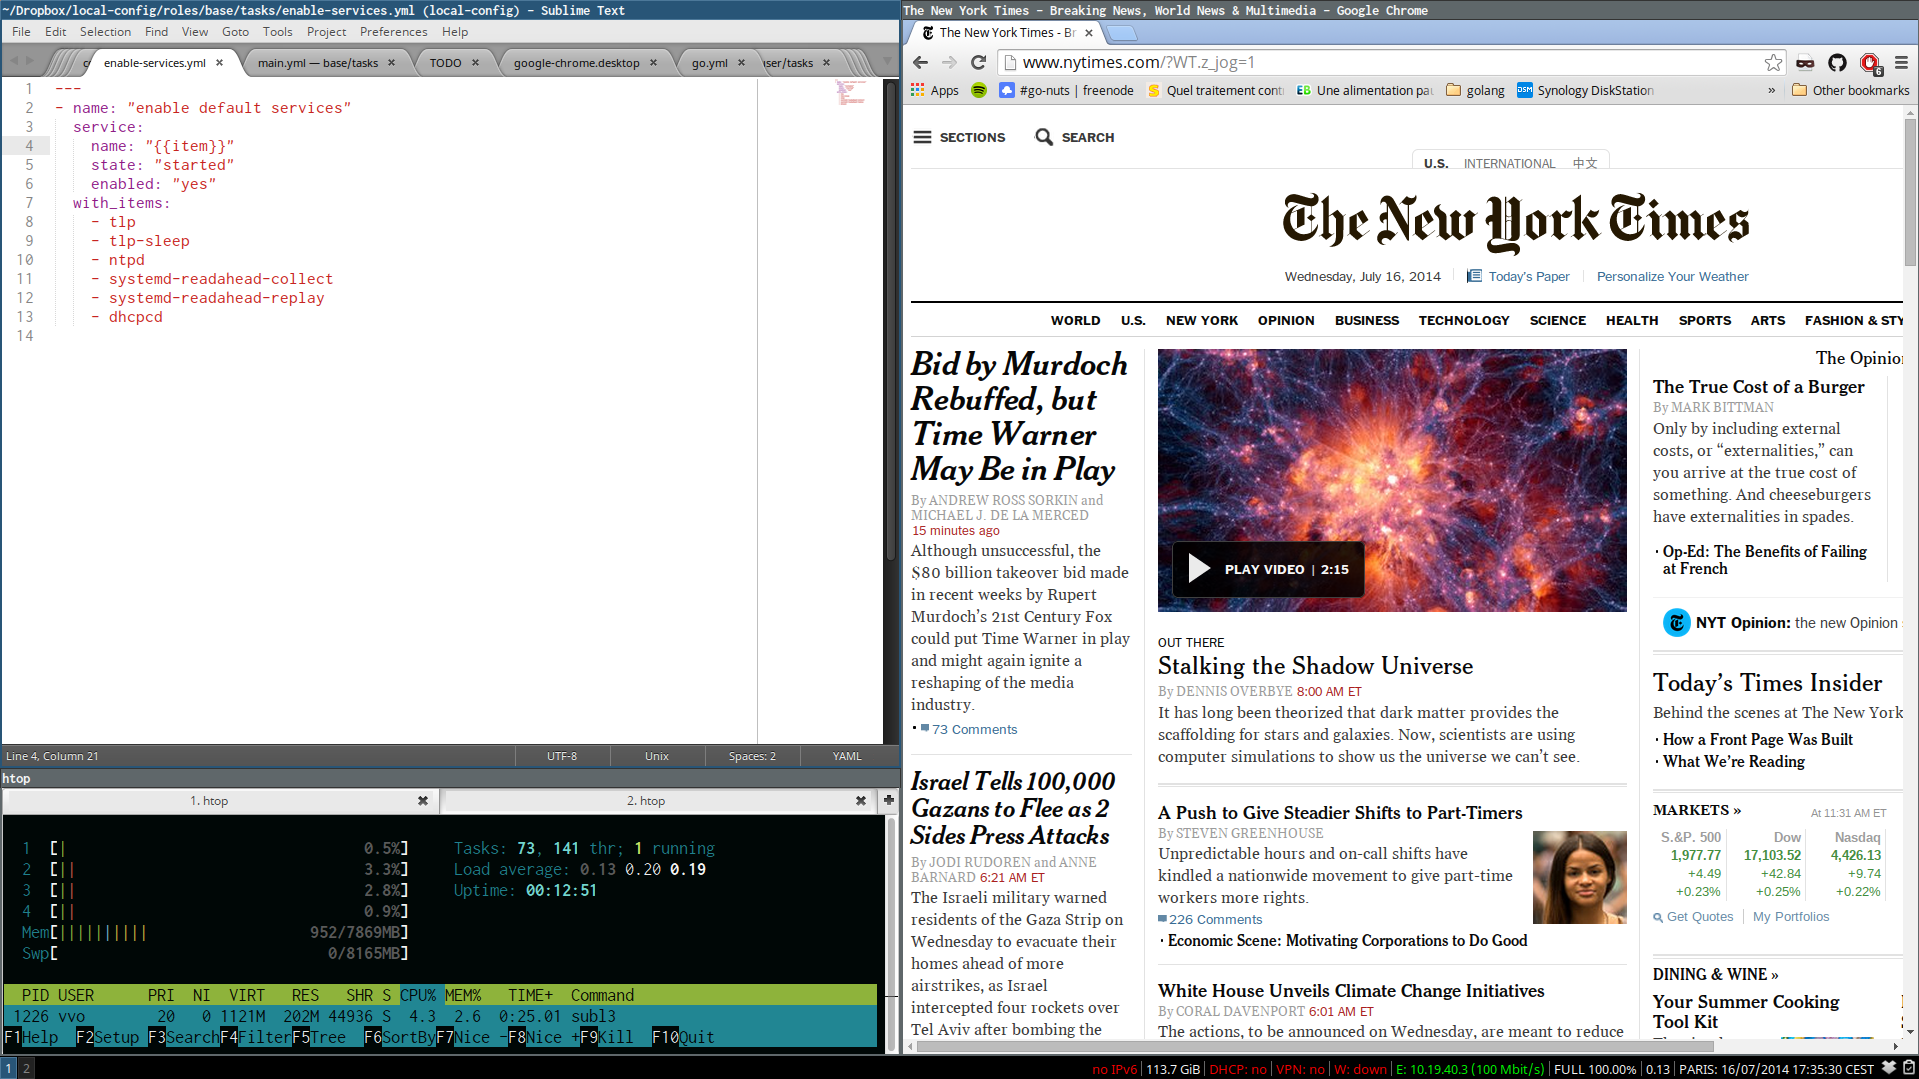 ~/Dropbox/local-config/roles/base/tasks/enable-services.yml (local-config) - Sublime Text
File Edit Selection Find View Goto Tools Project Preferences Help
enable-services.yml × main.yml — base/tasks × TODO × google-chrome.desktop × go.yml × ser/tasks ×
1 ---
2 - name: "enable default services"
3 service:
4 name: "{{item}}"
5 state: "started"
6 enabled: "yes"
7 with_items:
8 - tlp
9 - tlp-sleep
10 - ntpd
11 - systemd-readahead-collect
12 - systemd-readahead-replay
13 - dhcpcd
14
Line 4, Column 21 UTF-8 Unix Spaces: 2 YAML
htop
1. htop 2. htop
1 [| 0.5%] Tasks: 73, 141 thr; 1 running
2 [|| 3.3%] Load average: 0.13 0.20 0.19
3 [|| 2.8%] Uptime: 00:12:51
4 [|| 0.9%]
Mem[|||||||||| 952/7869MB]
Swp[ 0/8165MB]
PID USER PRI NI VIRT RES SHR S CPU% MEM% TIME+ Command
1226 vvo 20 0 1121M 202M 44936 S 4.3 2.6 0:25.01 subl3
F1Help F2Setup F3SearchF4FilterF5Tree F6SortByF7Nice -F8Nice +F9Kill F10Quit
The New York Times - Breaking News, World News & Multimedia - Google Chrome
The New York Times - Br ×
www.nytimes.com/?WT.z_jog=1
6
Apps #go-nuts | freenode Quel traitement cont Une alimentation pau golang Synology DiskStation » Other bookmarks
SECTIONS SEARCH
U.S. INTERNATIONAL 中文
The New York Times
Wednesday, July 16, 2014 Today's Paper Personalize Your Weather
WORLD U.S. NEW YORK OPINION BUSINESS TECHNOLOGY SCIENCE HEALTH SPORTS ARTS FASHION & STY
Bid by Murdoch
Rebuffed, but
Time Warner
May Be in Play
By ANDREW ROSS SORKIN and
MICHAEL J. DE LA MERCED
15 minutes ago
Although unsuccessful, the
$80 billion takeover bid made
in recent weeks by Rupert
Murdoch's 21st Century Fox
could put Time Warner in play
and might again ignite a
reshaping of the media
industry.
73 Comments
Israel Tells 100,000
Gazans to Flee as 2
Sides Press Attacks
By JODI RUDOREN and ANNE
BARNARD 6:21 AM ET
The Israeli military warned
residents of the Gaza Strip on
Wednesday to evacuate their
homes ahead of more
airstrikes, as Israel
intercepted four rockets over
Tel Aviv after bombing the
PLAY VIDEO | 2:15
OUT THERE
Stalking the Shadow Universe
By DENNIS OVERBYE 8:00 AM ET
It has long been theorized that dark matter provides the
scaffolding for stars and galaxies. Now, scientists are using
computer simulations to show us the universe we can't see.
A Push to Give Steadier Shifts to Part-Timers
By STEVEN GREENHOUSE
Unpredictable hours and on-call shifts have
kindled a nationwide movement to give part-time
workers more rights.
226 Comments
· Economic Scene: Motivating Corporations to Do Good
White House Unveils Climate Change Initiatives
By CORAL DAVENPORT 6:01 AM ET
The actions, to be announced on Wednesday, are meant to reduce
The Opinion
The True Cost of a Burger
By MARK BITTMAN
Only by including external
costs, or “externalities,” can
you arrive at the true cost of
something. And cheeseburgers
have externalities in spades.
· Op-Ed: The Benefits of Failing
at French
NYT Opinion: the new Opinion
Today's Times Insider
Behind the scenes at The New York
· How a Front Page Was Built
· What We're Reading
MARKETS » At 11:31 AM ET
S.&P. 500 Dow Nasdaq
1,977.77 17,103.52 4,426.13
+4.49 +42.84 +9.74
+0.23% +0.25% +0.22%
Get Quotes My Portfolios
DINING & WINE »
Your Summer Cooking
Tool Kit
1 2 no IPv6 | 113.7 GiB | DHCP: no | VPN: no | W: down | E: 10.19.40.3 (100 Mbit/s) | FULL 100.00% | 0.13 | PARIS: 16/07/2014 17:35:30 CEST